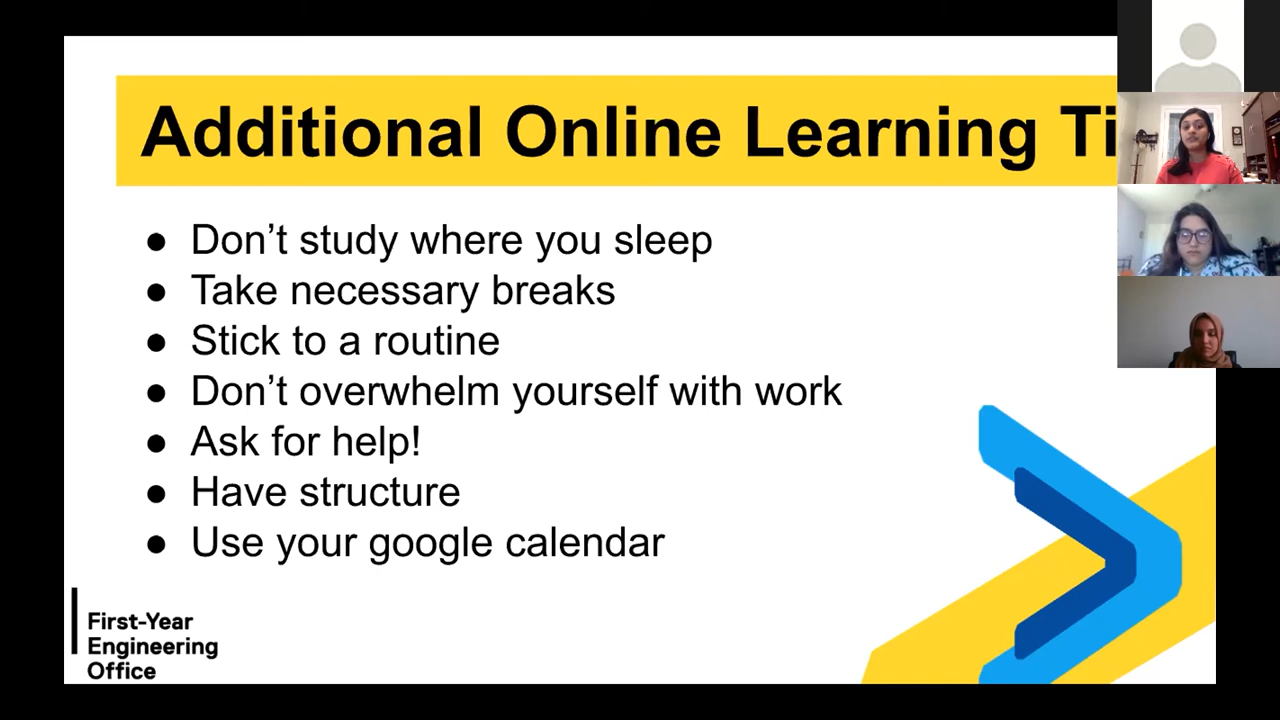 Additional Online Learning Ti
● Don’t study where you sleep
● Take necessary breaks
● Stick to a routine
● Don’t overwhelm yourself with work
● Ask for help!
● Have structure
● Use your google calendar
First-Year
Engineering
Office